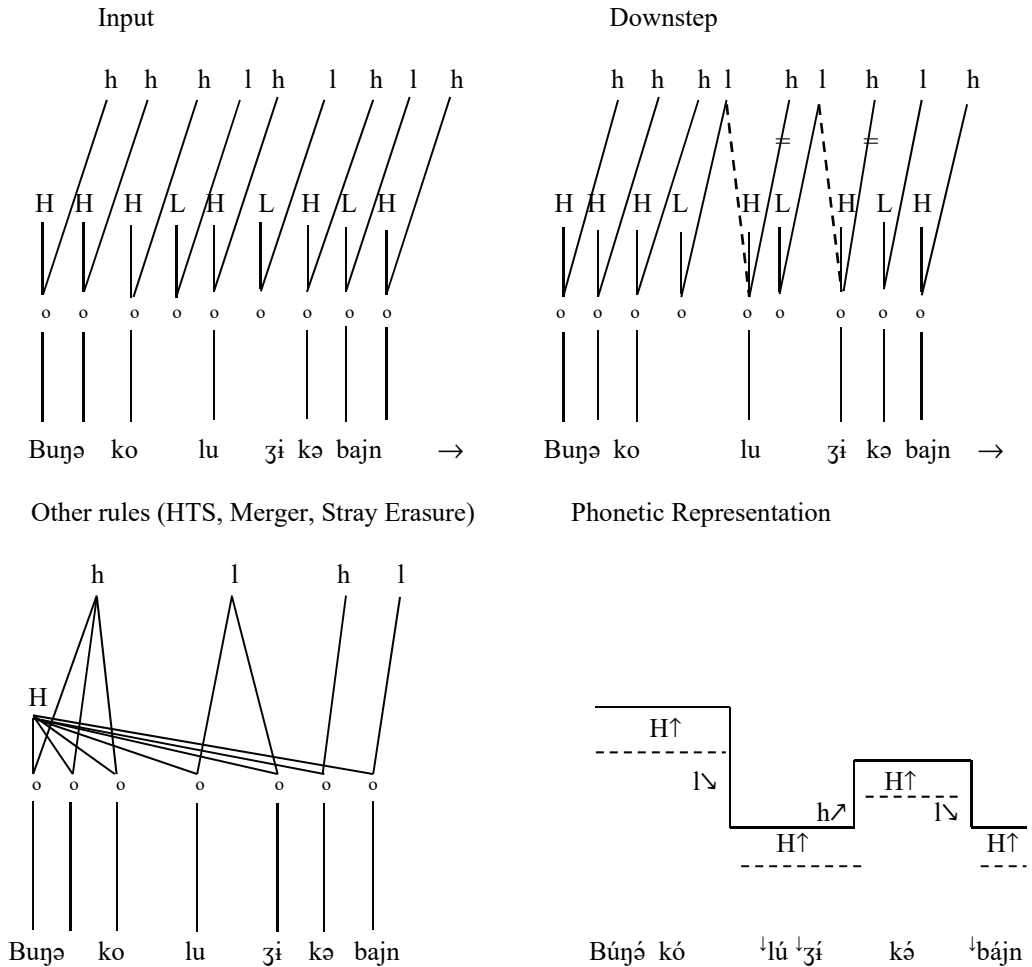 Input
Downstep
h h h l h l h l h
h h h l h l h l h
= =
H H H L H L H L H
H H H L H L H L H
o o o o o o o o o
o o o o o o o o o
Buŋə ko lu ʒɨ kə bajn →
Buŋə ko lu ʒɨ kə bajn →
Other rules (HTS, Merger, Stray Erasure)
Phonetic Representation
h l h l
H
H↑
l↘
h↗
H↑
l↘
H↑
H↑
o o o o o o o
Buŋə ko lu ʒɨ kə bajn
Búŋə́ kó ↓lú ↓ʒɨ́ kə́ ↓bájn